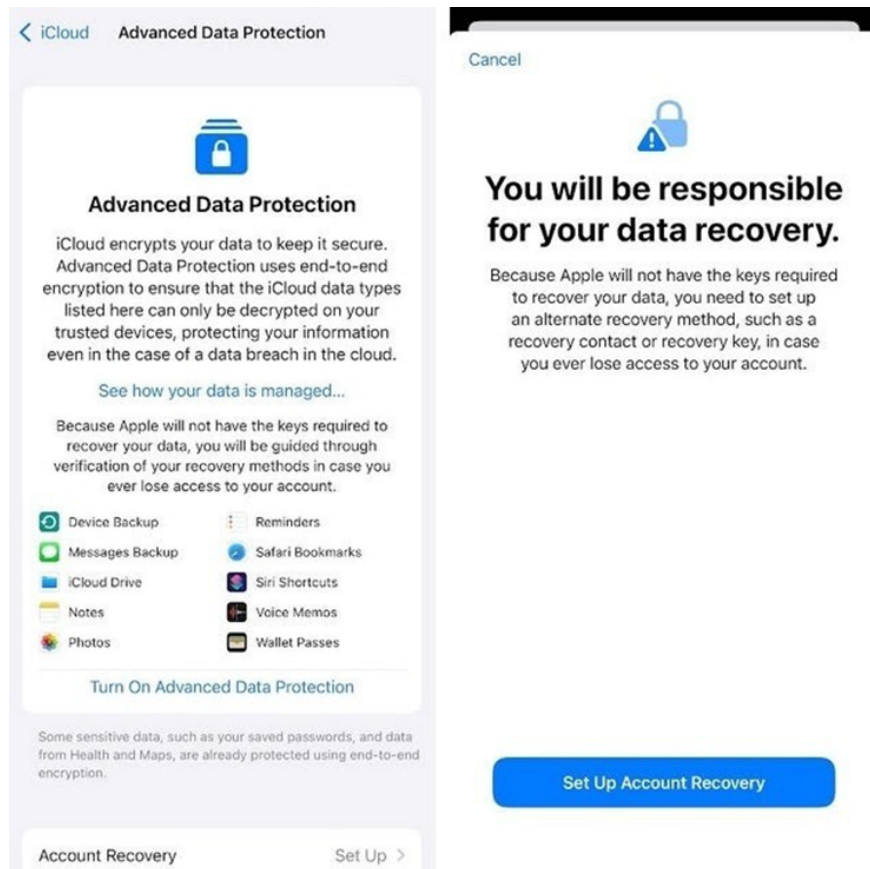 iCloud Advanced Data Protection
Advanced Data Protection
iCloud encrypts your data to keep it secure.
Advanced Data Protection uses end-to-end
encryption to ensure that the iCloud data types
listed here can only be decrypted on your
trusted devices, protecting your information
even in the case of a data breach in the cloud.
See how your data is managed...
Because Apple will not have the keys required to
recover your data, you will be guided through
verification of your recovery methods in case you
ever lose access to your account.
Device Backup Reminders
Messages Backup Safari Bookmarks
iCloud Drive Siri Shortcuts
Notes Voice Memos
Photos Wallet Passes
Turn On Advanced Data Protection
Some sensitive data, such as your saved passwords, and data
from Health and Maps, are already protected using end-to-end
encryption.
Account Recovery Set Up
Cancel
You will be responsible
for your data recovery.
Because Apple will not have the keys required
to recover your data, you need to set up
an alternate recovery method, such as a
recovery contact or recovery key, in case
you ever lose access to your account.
Set Up Account Recovery